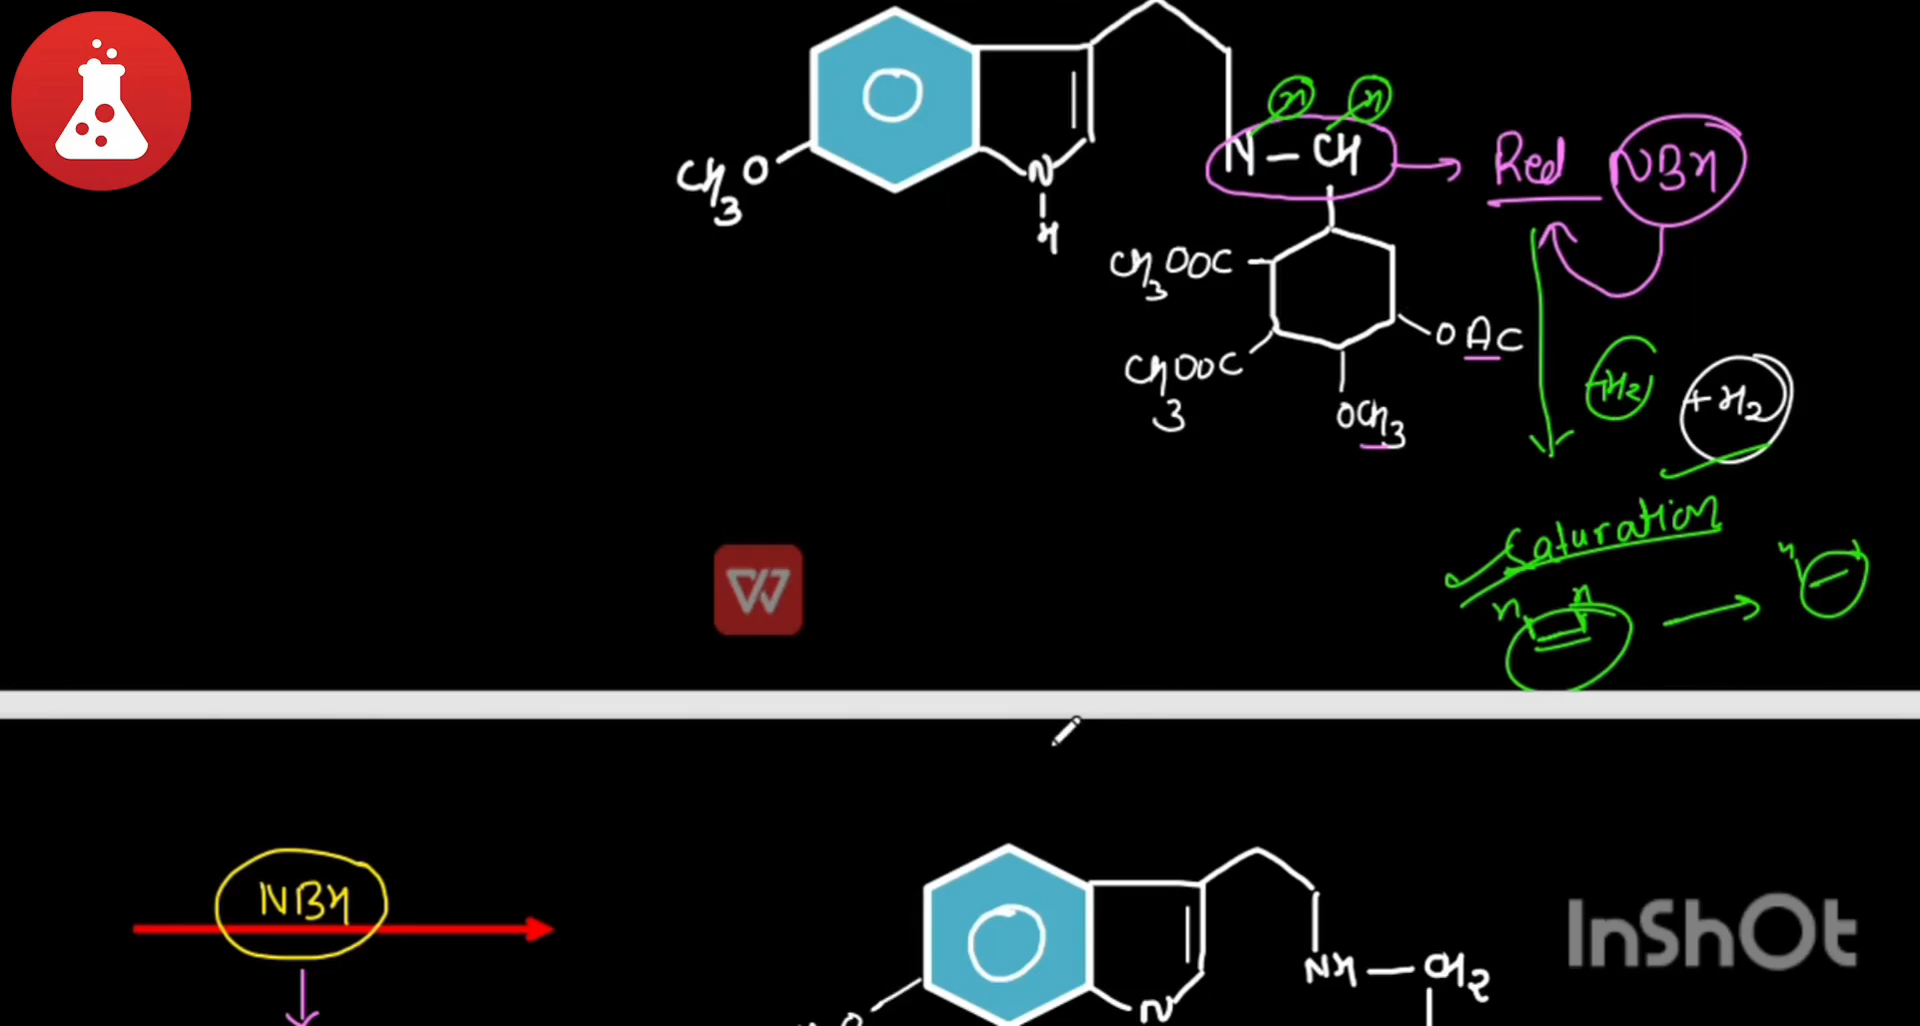 H H
N – CH → Red NBH
CH3O
N
H
CH3OOC
OAC
CH3OOC
OCH3
+H2 +H2
Saturation
H H → H
NBH
NH – CH2
N
O
InShOt